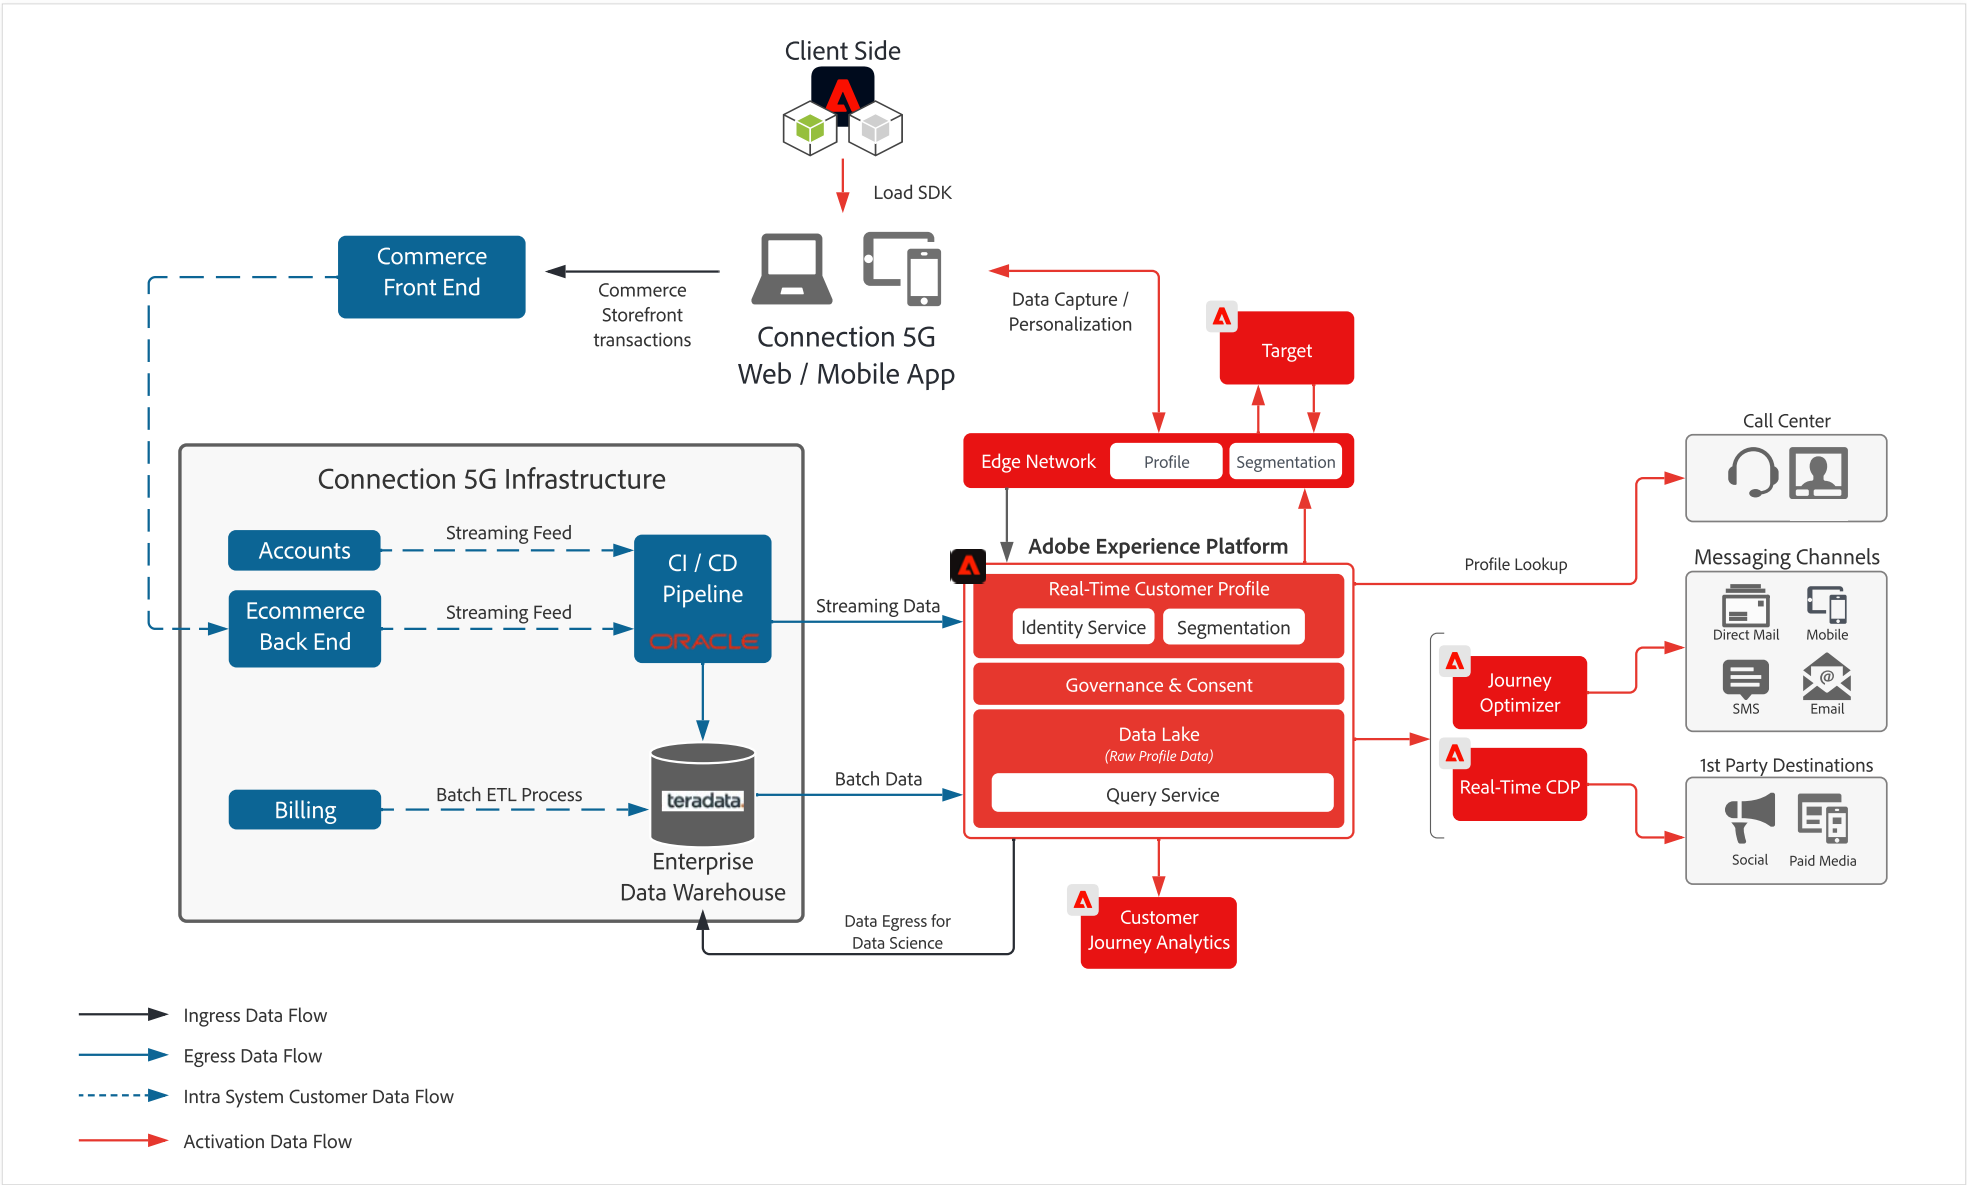 Client Side
Load SDK
Commerce
Front End
Commerce
Storefront
transactions
Connection 5G
Web / Mobile App
Data Capture /
Personalization
Target
Edge Network
Profile
Segmentation
Call Center
Connection 5G Infrastructure
Accounts
Streaming Feed
Ecommerce
Back End
Streaming Feed
CI / CD
Pipeline
ORACLE
Streaming Data
Billing
Batch ETL Process
teradata.
Enterprise
Data Warehouse
Batch Data
Data Egress for
Data Science
Adobe Experience Platform
Real-Time Customer Profile
Identity Service
Segmentation
Governance & Consent
Data Lake
(Raw Profile Data)
Query Service
Customer
Journey Analytics
Profile Lookup
Journey
Optimizer
Real-Time CDP
Messaging Channels
Direct Mail
Mobile
SMS
@
Email
1st Party Destinations
Social
Paid Media
Ingress Data Flow
Egress Data Flow
Intra System Customer Data Flow
Activation Data Flow